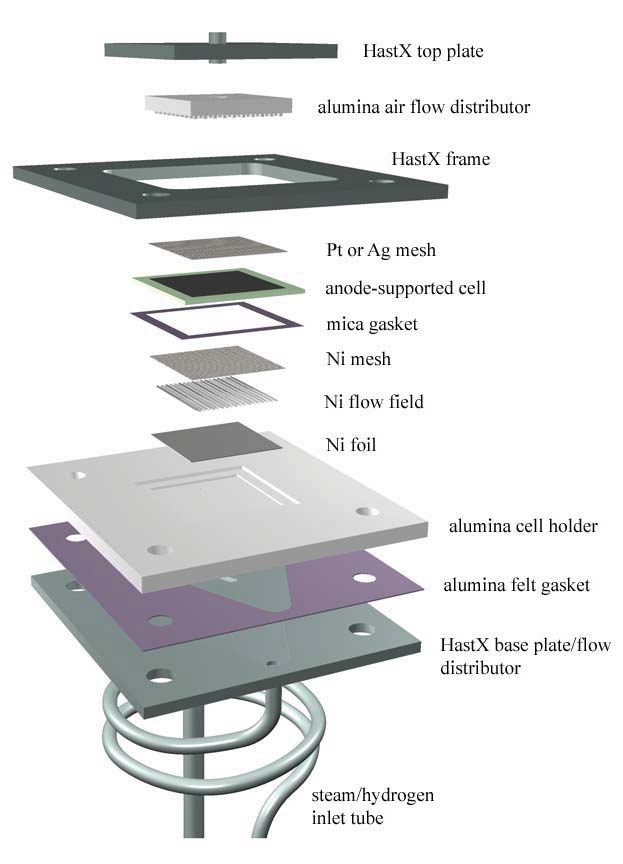 HastX top plate
alumina air flow distributor
HastX frame
Pt or Ag mesh
anode-supported cell
mica gasket
Ni mesh
Ni flow field
Ni foil
alumina cell holder
alumina felt gasket
HastX base plate/flow
distributor
steam/hydrogen
inlet tube